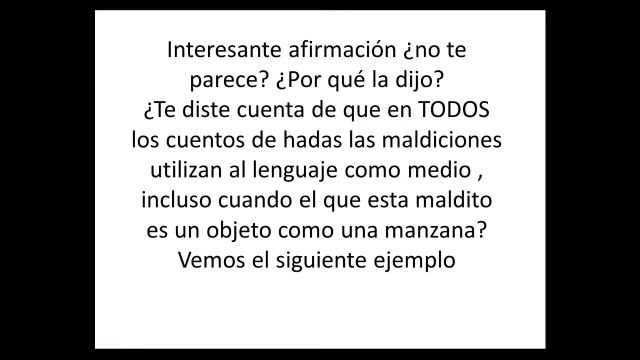 Interesante afirmación ¿no te
parece? ¿Por qué la dijo?
¿Te diste cuenta de que en TODOS
los cuentos de hadas las maldiciones
utilizan al lenguaje como medio ,
incluso cuando el que esta maldito
es un objeto como una manzana?
Vemos el siguiente ejemplo